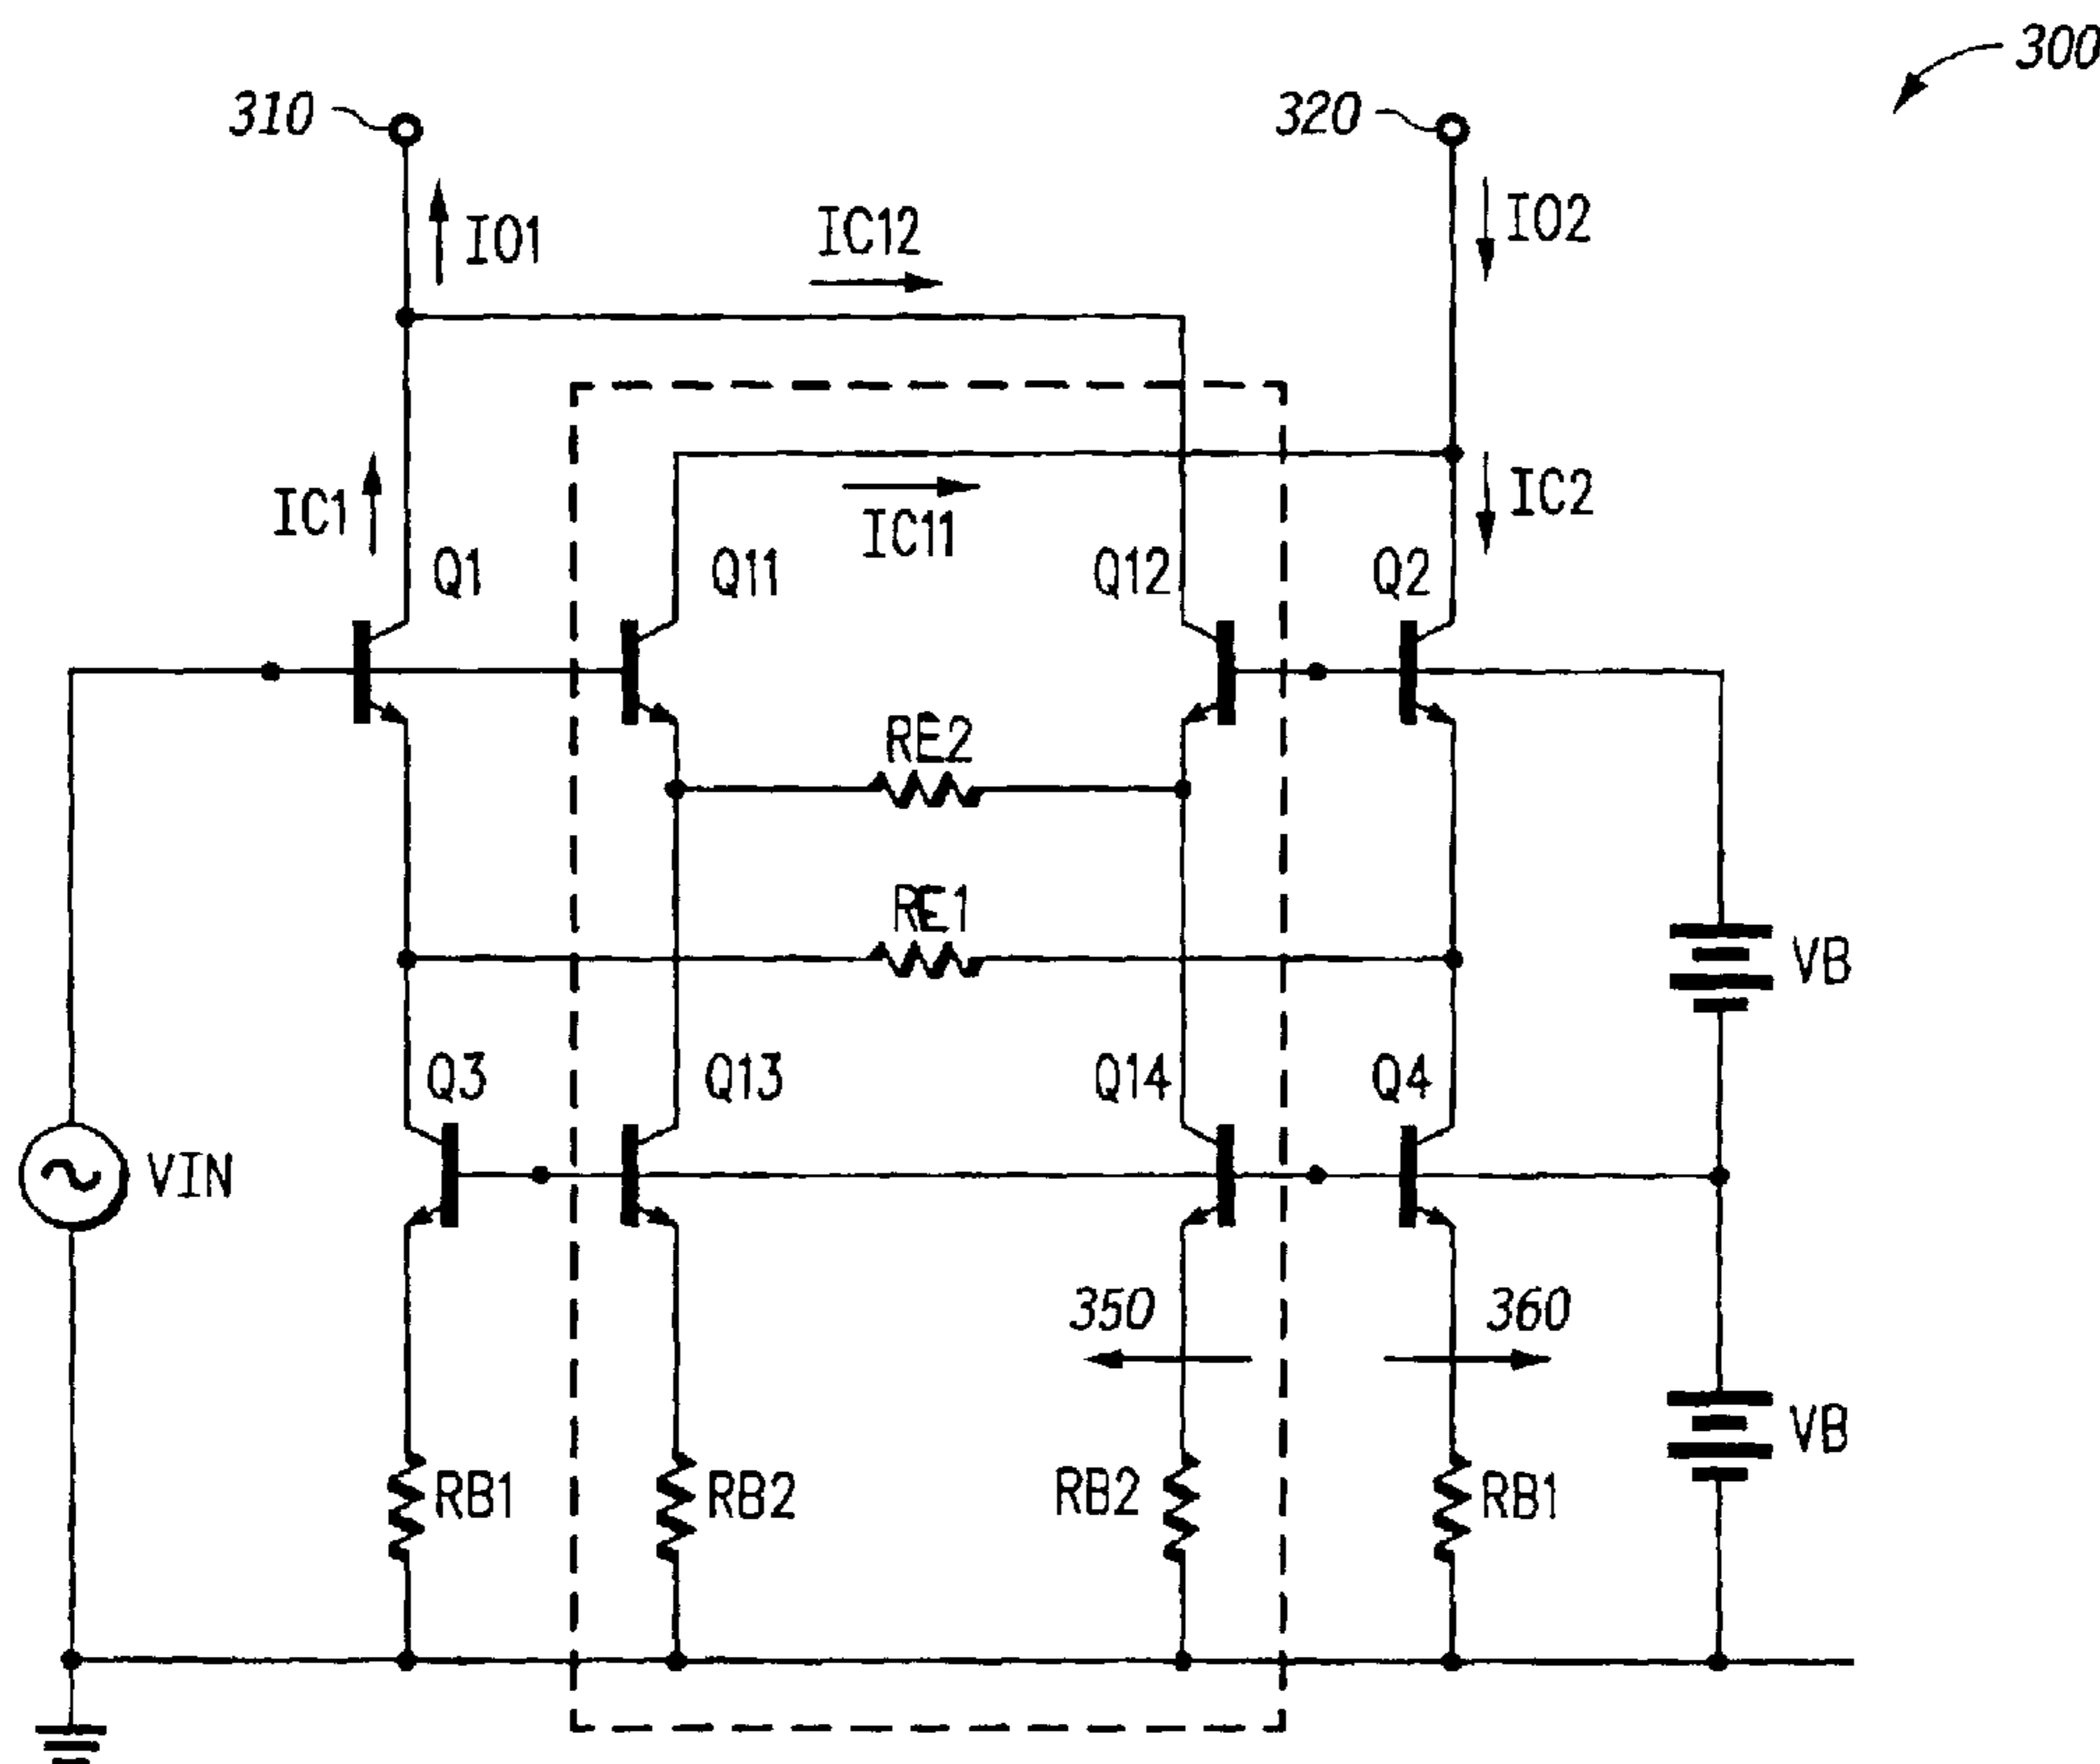 300
310
320
IO1
IC12
IO2
IC1
IC11
IC2
Q1
Q11
Q12
Q2
RE2
RE1
VB
Q3
Q13
Q14
Q4
VIN
350
360
RB1
RB2
RB2
RB1
VB